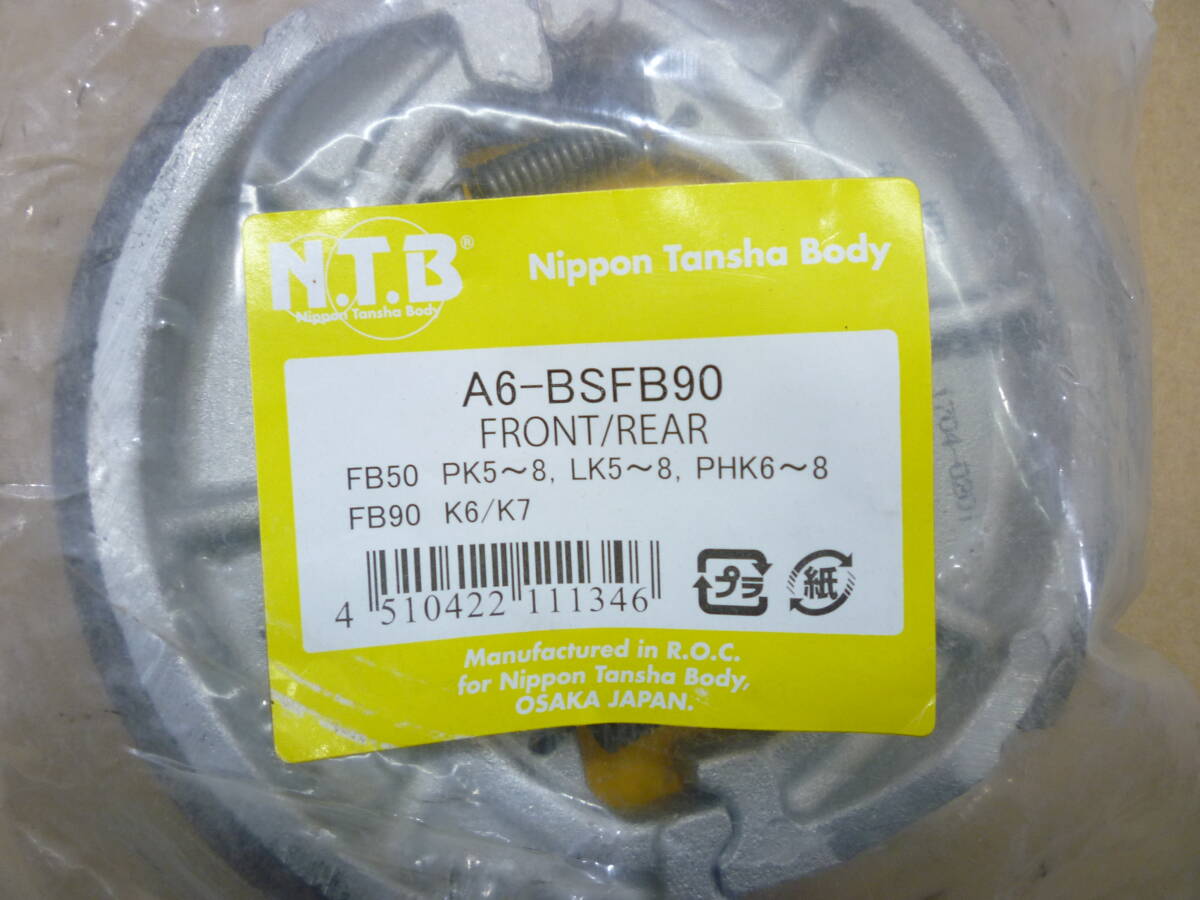 N.T.B®
Nippon Tansha Body
Nippon Tansha Body
A6-BSFB90
FRONT/REAR
FB50 PK5～8, LK5～8, PHK6～8
FB90 K6/K7
4 510422 111346
プラ
紙
Manufactured in R.O.C.
for Nippon Tansha Body,
OSAKA JAPAN.